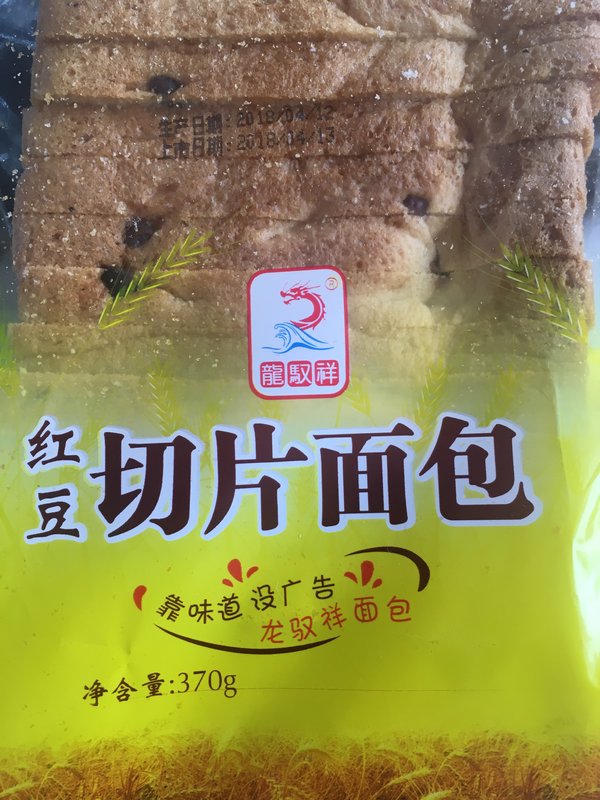 生产日期:2018/04/12
上市日期:2018/04/13
R
龍馭祥
红豆
切片面包
靠味道没广告
龙驭祥面包
净含量:370g